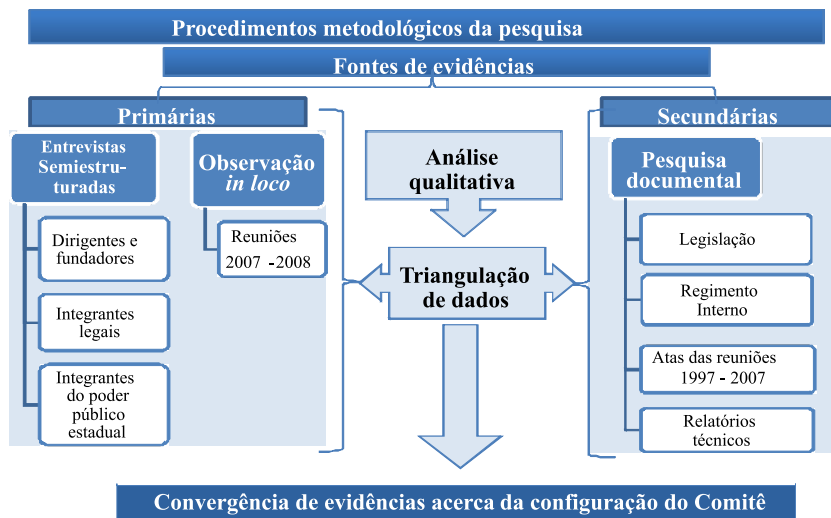 Procedimentos metodológicos da pesquisa
Fontes de evidências
Primárias
Entrevistas
Semiestru-
turadas
Dirigentes e
fundadores
Integrantes
legais
Integrantes
do poder
público
estadual
Observação
in loco
Reuniões
2007 -2008
Análise
qualitativa
Triangulação
de dados
Secundárias
Pesquisa
documental
Legislação
Regimento
Interno
Atas das reuniões
1997 - 2007
Relatórios
técnicos
Convergência de evidências acerca da configuração do Comitê